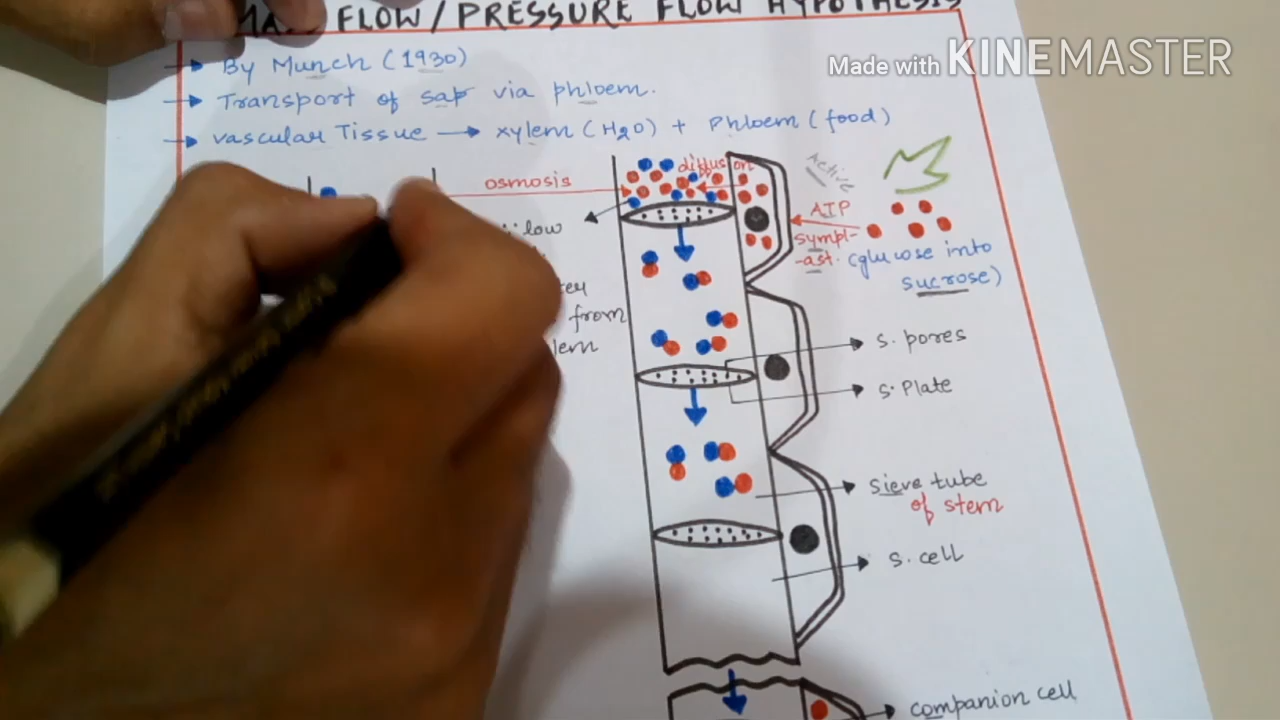 MASS FLOW/PRESSURE FLOW HYPOTHESIS
Made with KINEMASTER
→ By Munch (1930)
→ Transport of sap via phloem.
→ vascular Tissue → xylem (H2O) + Phloem (food)
osmosis
diffusion
Active
ATP
sympl-
-ast.
(glucose into
sucrose)
low
from
s. pores
s. Plate
sieve tube
of stem
s. cell
companion cell